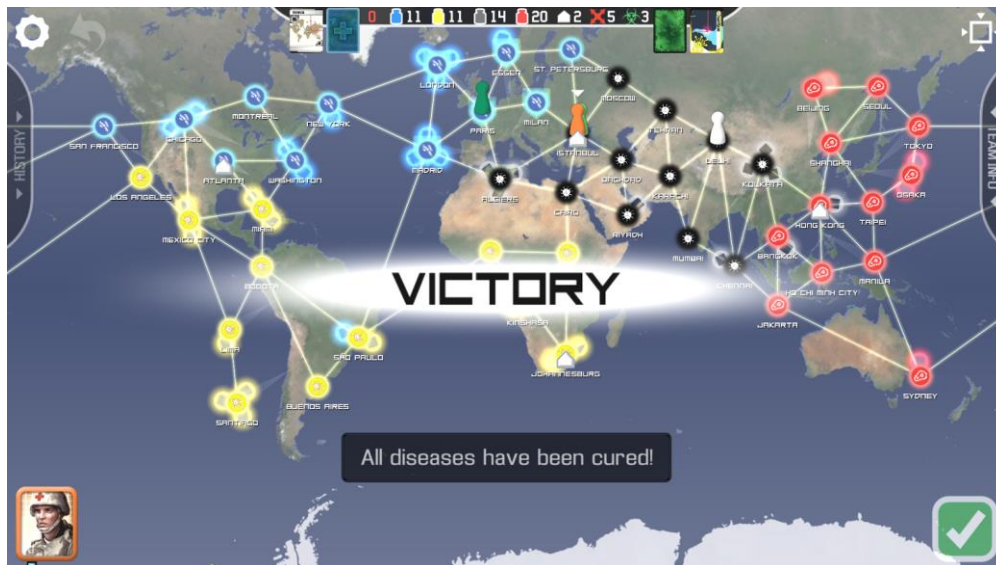 0 11 11 14 20 2 5 3
LONDON
ESSEN
ST. PETERSBURG
MOSCOW
BEIJING
SEOUL
MONTREAL
NEW YORK
PARIS
MILAN
TEHRAN
SAN FRANCISCO
CHICAGO
HISTORY
TEAM INFO
ISTANBUL
DELHI
TOKYO
ATLANTA
WASHINGTON
MADRID
BAGHDAD
KOLKATA
SHANGHAI
LOS ANGELES
ALGIERS
CAIRO
KARACHI
OSAKA
MEXICO CITY
MIAMI
RIYADH
HONG KONG
TAIPEI
MUMBAI
BANGKOK
BOGOTA
CHENNAI
HO CHI MINH CITY
MANILA
VICTORY
KINSHASA
JAKARTA
LIMA
SAO PAULO
JOHANNESBURG
SYDNEY
BUENOS AIRES
SANTIAGO
All diseases have been cured!